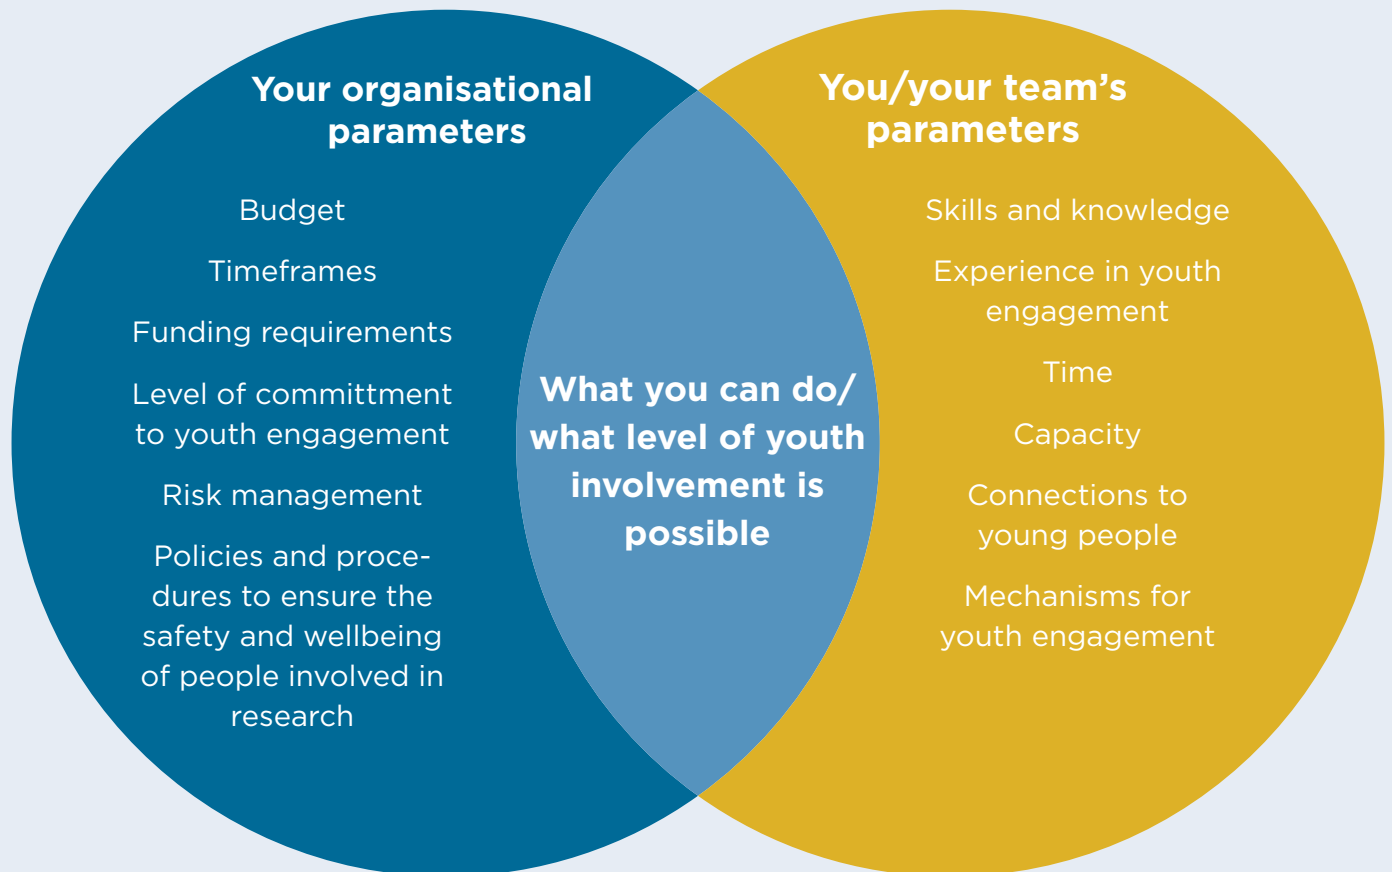 Your organisational
parameters
Budget
Timeframes
Funding requirements
Level of committment
to youth engagement
Risk management
Policies and proce-
dures to ensure the
safety and wellbeing
of people involved in
research
What you can do/
what level of youth
involvement is
possible
You/your team’s
parameters
Skills and knowledge
Experience in youth
engagement
Time
Capacity
Connections to
young people
Mechanisms for
youth engagement